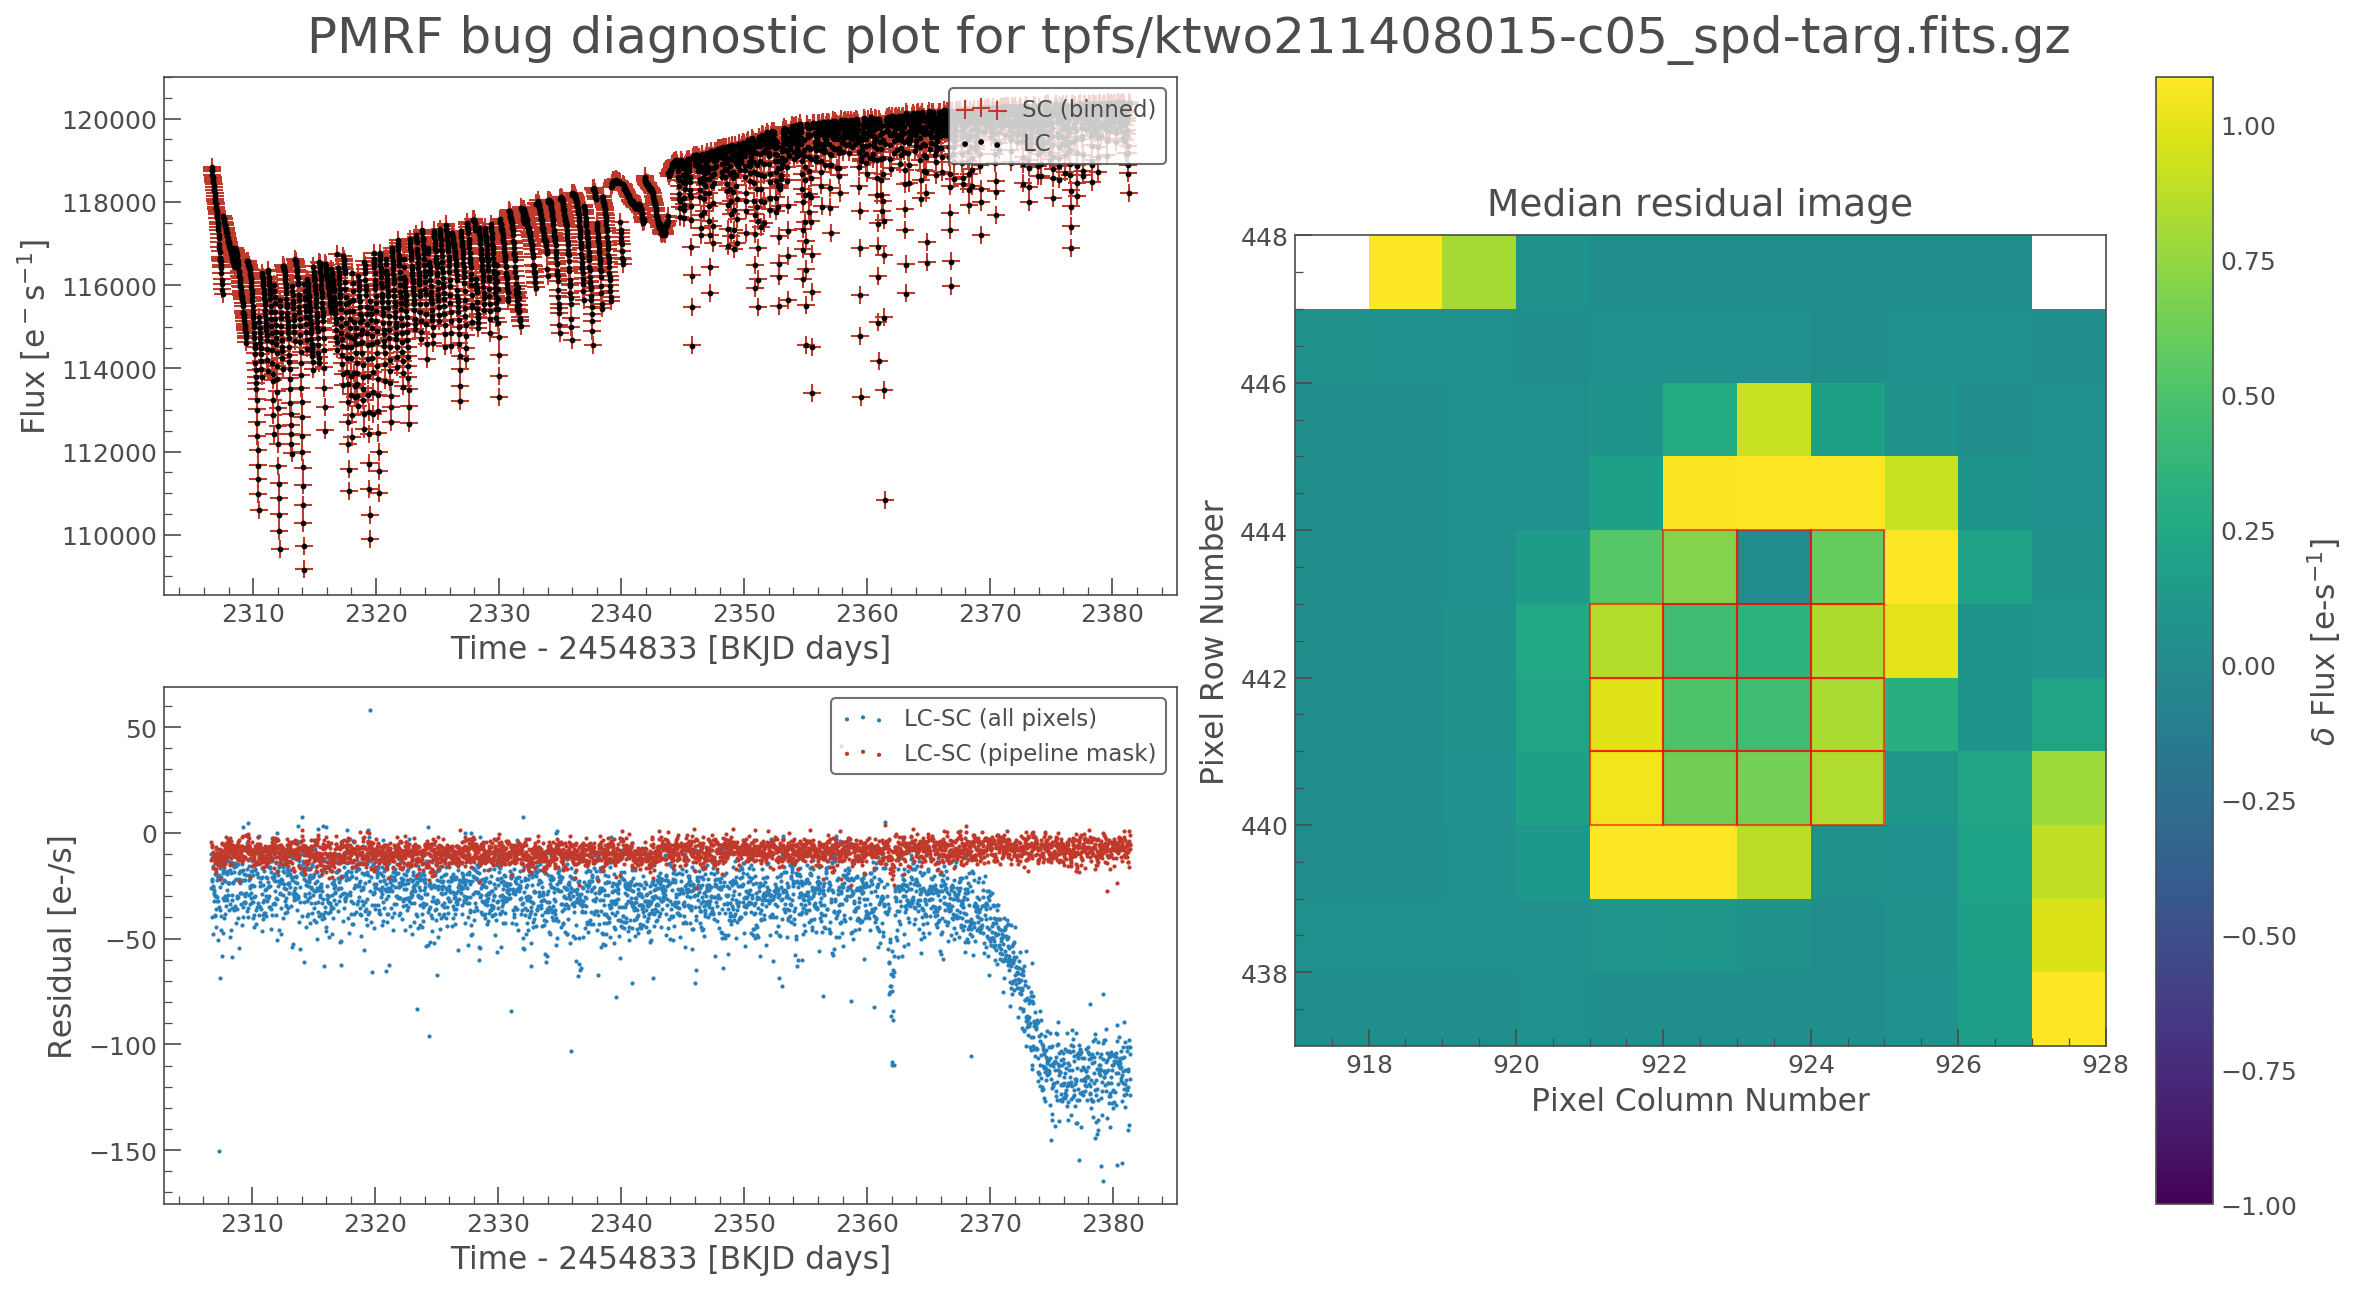 PMRF bug diagnostic plot for tpfs/ktwo211408015-c05_spd-targ.fits.gz
Flux [e⁻ s⁻¹]
120000
118000
116000
114000
112000
110000
SC (binned)
LC
2310 2320 2330 2340 2350 2360 2370 2380
Time - 2454833 [BKJD days]
Residual [e-/s]
50
0
−50
−100
−150
LC-SC (all pixels)
LC-SC (pipeline mask)
2310 2320 2330 2340 2350 2360 2370 2380
Time - 2454833 [BKJD days]
Median residual image
Pixel Row Number
448
446
444
442
440
438
918 920 922 924 926 928
Pixel Column Number
1.00
0.75
0.50
0.25
0.00
−0.25
−0.50
−0.75
−1.00
δ Flux [e-s⁻¹]